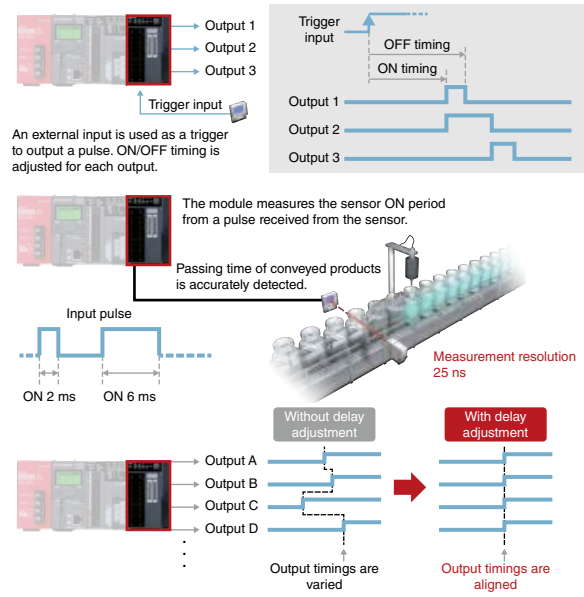 Output 1
Output 2
Output 3
Trigger input
An external input is used as a trigger
to output a pulse. ON/OFF timing is
adjusted for each output.
Trigger
input
OFF timing
ON timing
Output 1
Output 2
Output 3
The module measures the sensor ON period
from a pulse received from the sensor.
Passing time of conveyed products
is accurately detected.
Input pulse
ON 2 ms
ON 6 ms
Measurement resolution
25 ns
Without delay
adjustment
With delay
adjustment
Output A
Output B
Output C
Output D
Output timings are
varied
Output timings are
aligned